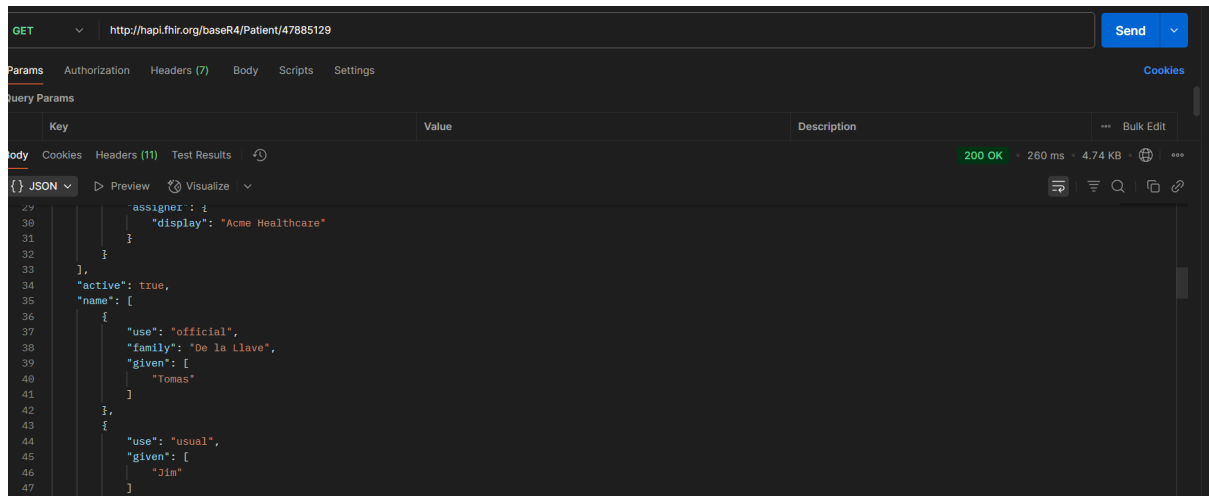 GET http://hapi.fhir.org/baseR4/Patient/47885129 Send
Params Authorization Headers (7) Body Scripts Settings Cookies
Query Params
Key Value Description ••• Bulk Edit
Body Cookies Headers (11) Test Results 200 OK • 260 ms • 4.74 KB • •••
{} JSON Preview Visualize
29 "assigner": {
30 "display": "Acme Healthcare"
31 }
32 }
33 ],
34 "active": true,
35 "name": [
36 {
37 "use": "official",
38 "family": "De la Llave",
39 "given": [
40 "Tomas"
41 ]
42 },
43 {
44 "use": "usual",
45 "given": [
46 "Jim"
47 ]